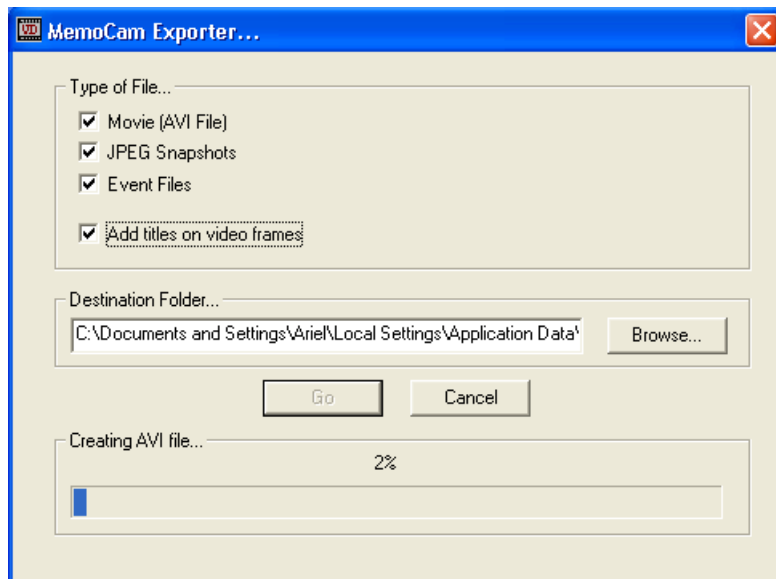 MemoCam Exporter...
Type of File...
Movie (AVI File)
JPEG Snapshots
Event Files
Add titles on video frames
Destination Folder...
C:\Documents and Settings\Ariel\Local Settings\Application Data\
Browse...
Go
Cancel
Creating AVI file...
2%